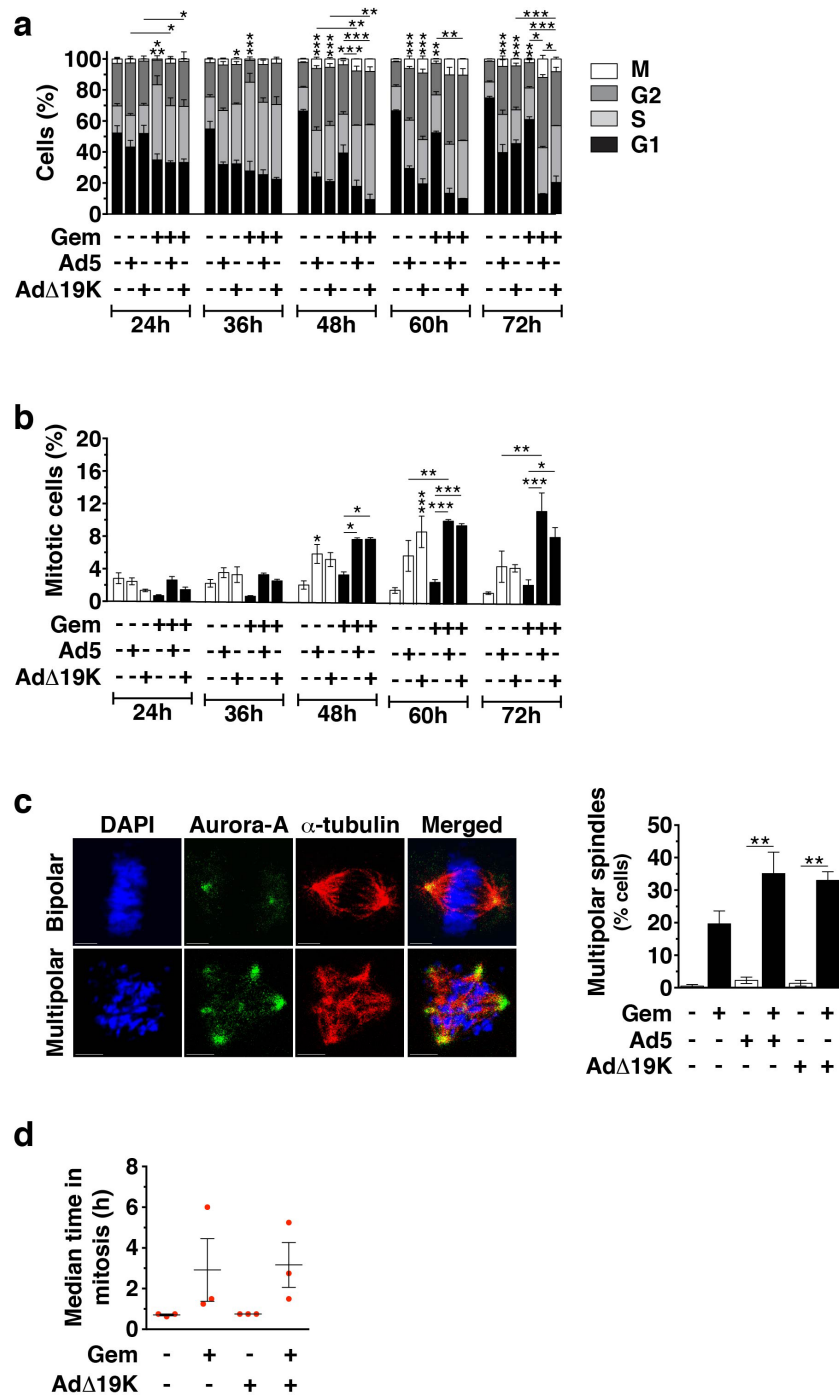 a
Cells (%)
100
80
60
40
20
0
M
G2
S
G1
* * * * * ** *** *** ***
Gem - - - + + + - - - + + + - - - + + + - - - + + + - - - + + +
Ad5 - + - - + - - + - - + - - + - - + - - + - - + - - + - - + -
AdΔ19K - - + - - + - - + - - + - - + - - + - - + - - + - - + - - +
24h 36h 48h 60h 72h
b
Mitotic cells (%)
20
16
12
8
4
0
* * * *** ** *** *** ** * ***
Gem - - - + + + - - - + + + - - - + + + - - - + + + - - - + + +
Ad5 - + - - + - - + - - + - - + - - + - - + - - + - - + - - + -
AdΔ19K - - + - - + - - + - - + - - + - - + - - + - - + - - + - - +
24h 36h 48h 60h 72h
c
DAPI Aurora-A α-tubulin Merged
Bipolar
Multipolar
Multipolar spindles
(% cells)
50
40
30
20
10
0
** **
Gem - + - + - +
Ad5 - - + + - -
AdΔ19K - - - - + +
d
Median time in
mitosis (h)
8
6
4
2
0
Gem - + - +
AdΔ19K - - + +